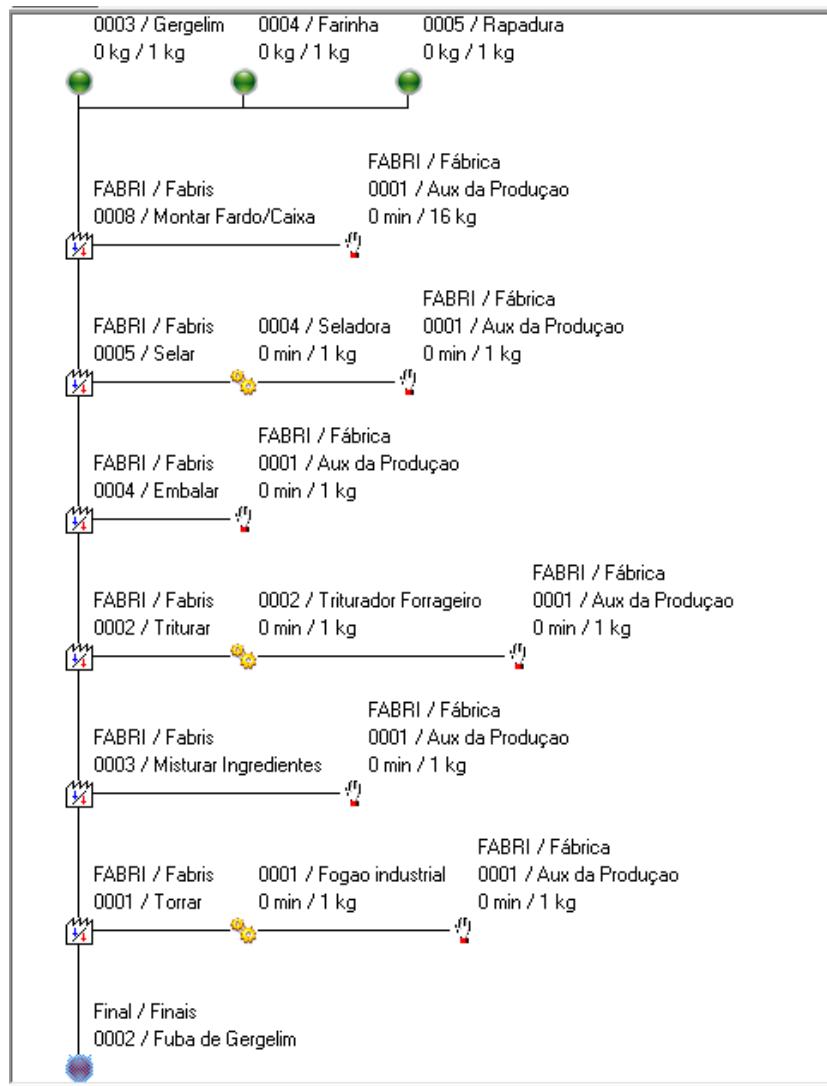 0003 / Gergelim
0 kg / 1 kg
0004 / Farinha
0 kg / 1 kg
0005 / Rapadura
0 kg / 1 kg
FABRI / Fabris
0008 / Montar Fardo/Caixa
FABRI / Fábrica
0001 / Aux da Produçao
0 min / 16 kg
FABRI / Fabris
0005 / Selar
0004 / Seladora
0 min / 1 kg
FABRI / Fábrica
0001 / Aux da Produçao
0 min / 1 kg
FABRI / Fabris
0004 / Embalar
FABRI / Fábrica
0001 / Aux da Produçao
0 min / 1 kg
FABRI / Fabris
0002 / Triturar
0002 / Triturador Forrageiro
0 min / 1 kg
FABRI / Fábrica
0001 / Aux da Produçao
0 min / 1 kg
FABRI / Fabris
0003 / Misturar Ingredientes
FABRI / Fábrica
0001 / Aux da Produçao
0 min / 1 kg
FABRI / Fabris
0001 / Torrar
0001 / Fogao industrial
0 min / 1 kg
FABRI / Fábrica
0001 / Aux da Produçao
0 min / 1 kg
Final / Finais
0002 / Fuba de Gergelim